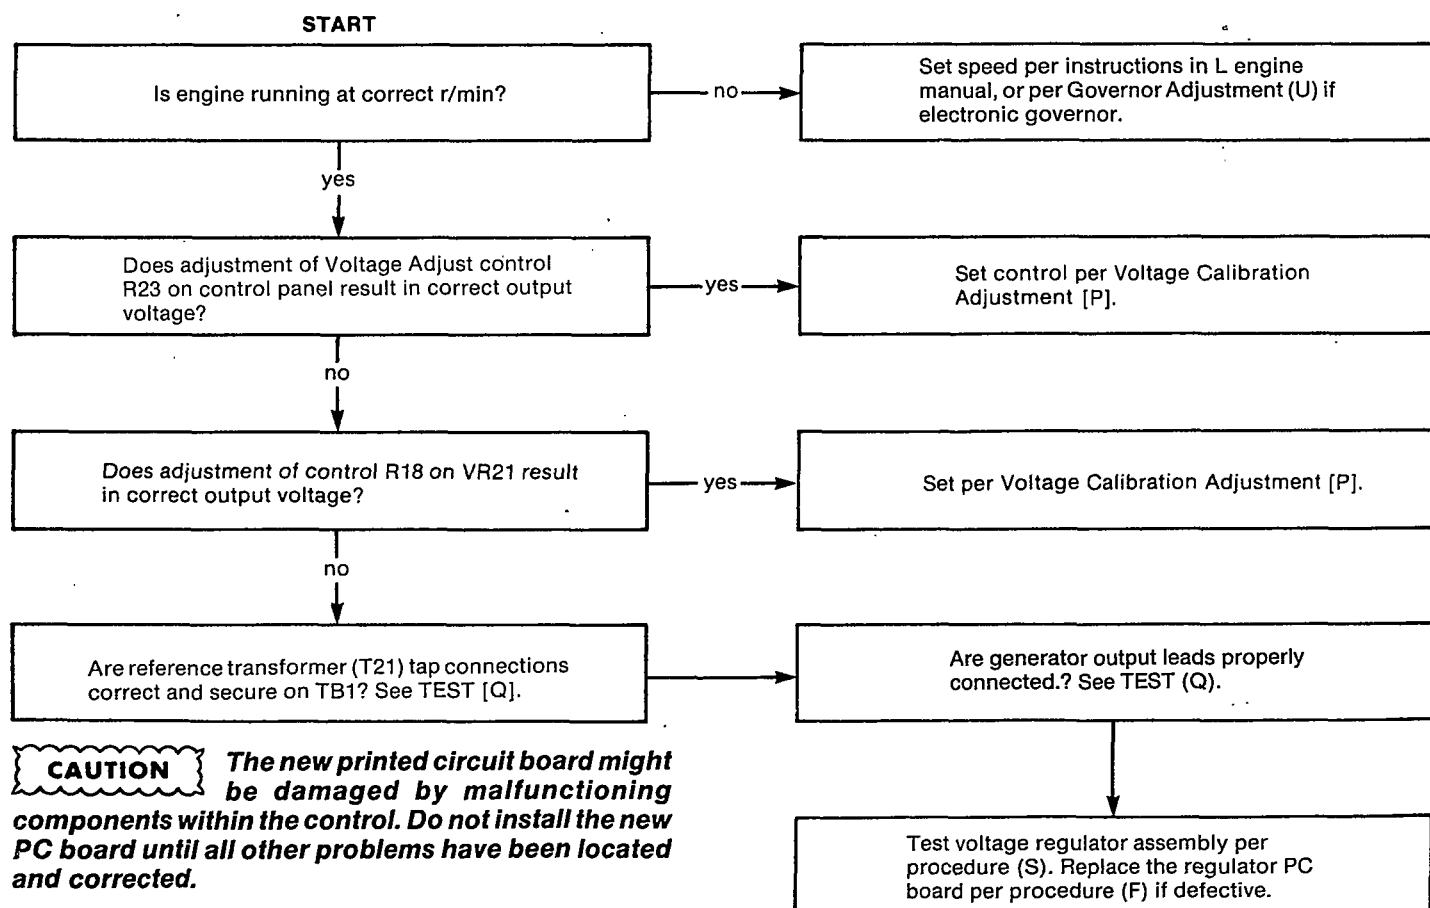 START
Is engine running at correct r/min?
no
Set speed per instructions in L engine
manual, or per Governor Adjustment (U) if
electronic governor.
yes
Does adjustment of Voltage Adjust control
R23 on control panel result in correct output
voltage?
yes
Set control per Voltage Calibration
Adjustment [P].
no
Does adjustment of control R18 on VR21 result
in correct output voltage?
yes
Set per Voltage Calibration Adjustment [P].
no
Are reference transformer (T21) tap connections
correct and secure on TB1? See TEST [Q].
Are generator output leads properly
connected.? See TEST (Q).
CAUTION The new printed circuit board might
be damaged by malfunctioning
components within the control. Do not install the new
PC board until all other problems have been located
and corrected.
Test voltage regulator assembly per
procedure (S). Replace the regulator PC
board per procedure (F) if defective.